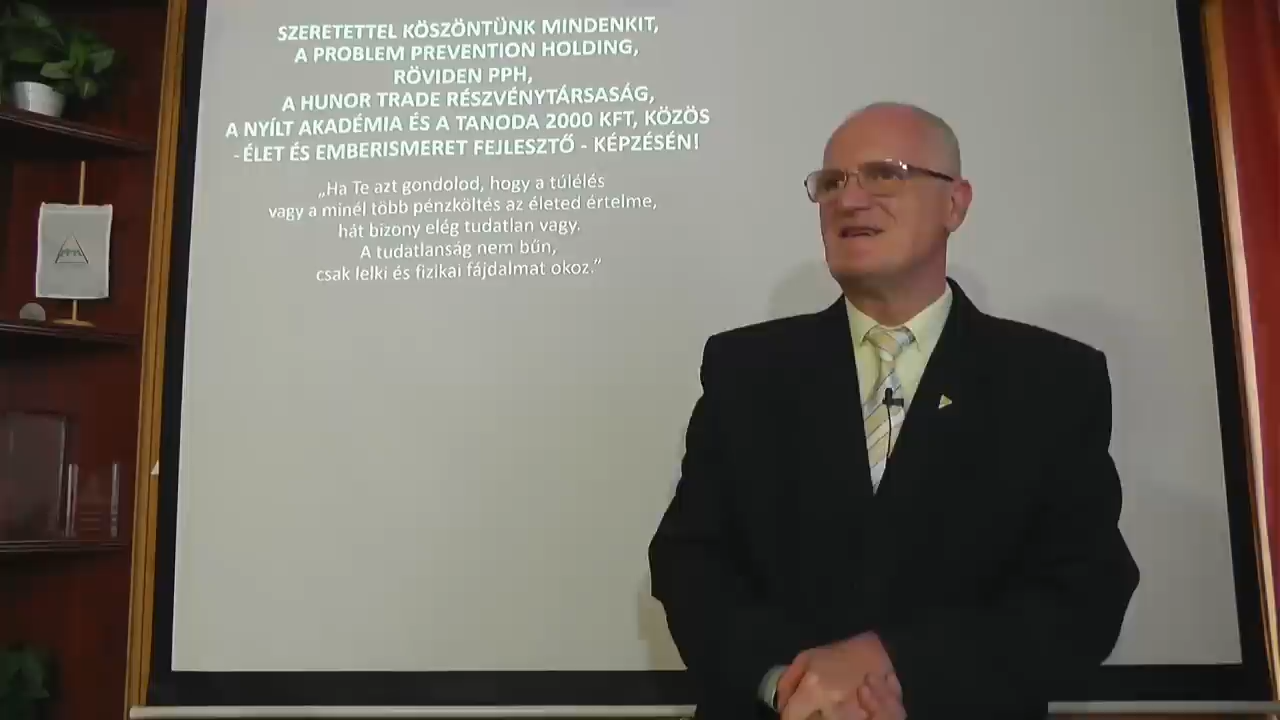 SZERETETTEL KÖSZÖNTÜNK MINDENKIT,
A PROBLEM PREVENTION HOLDING,
RÖVIDEN PPH,
A HUNOR TRADE RÉSZVÉNYTÁRSASÁG,
A NYÍLT AKADÉMIA ÉS A TANODA 2000 KFT, KÖZÖS
- ÉLET ÉS EMBERISMERET FEJLESZTŐ - KÉPZÉSÉN!
„Ha Te azt gondolod, hogy a túlélés
vagy a minél több pénzköltés az életed értelme,
hát bizony elég tudatlan vagy.
A tudatlanság nem bűn,
csak lelki és fizikai fájdalmat okoz.”